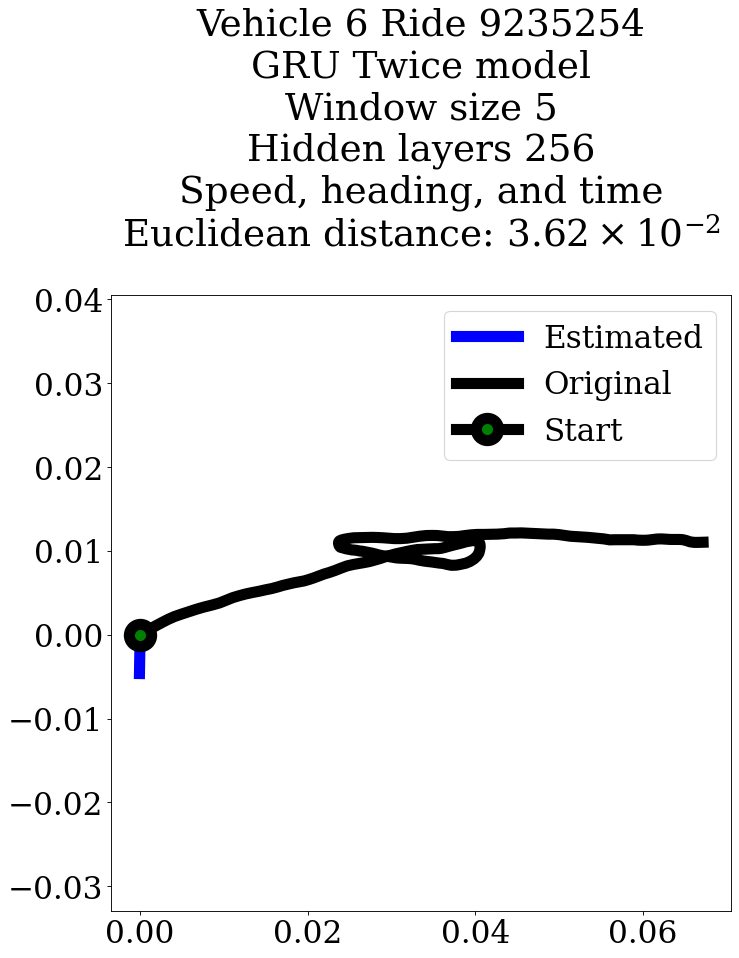 Vehicle 6 Ride 9235254
GRU Twice model
Window size 5
Hidden layers 256
Speed, heading, and time
Euclidean distance: 3.62 × 10⁻²
0.04
0.03
0.02
0.01
0.00
−0.01
−0.02
−0.03
Estimated
Original
Start
0.00 0.02 0.04 0.06